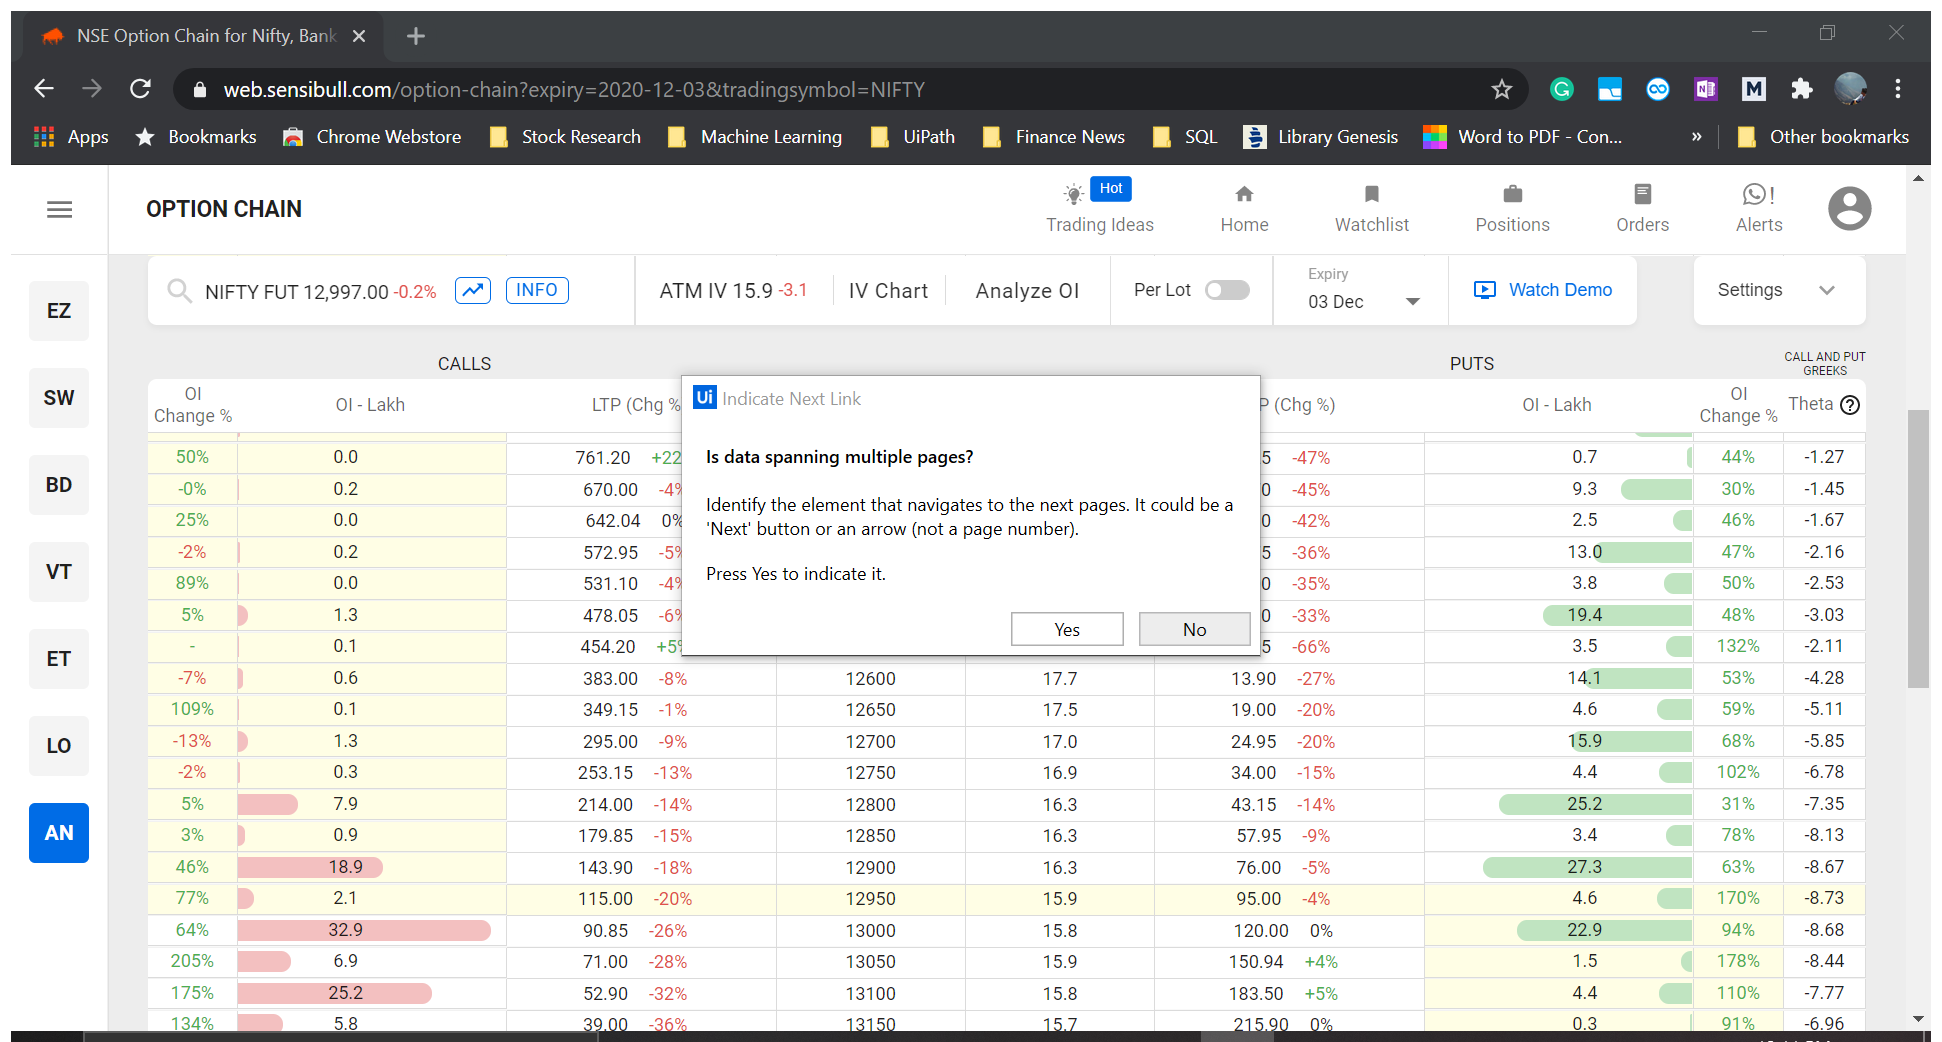 NSE Option Chain for Nifty, Bank
web.sensibull.com/option-chain?expiry=2020-12-03&tradingsymbol=NIFTY
Apps Bookmarks Chrome Webstore Stock Research Machine Learning UiPath Finance News SQL Library Genesis Word to PDF - Con... » Other bookmarks
OPTION CHAIN
Hot
Trading Ideas Home Watchlist Positions Orders Alerts
NIFTY FUT 12,997.00 -0.2% INFO ATM IV 15.9 -3.1 IV Chart Analyze OI Per Lot Expiry 03 Dec Watch Demo Settings
EZ
SW
BD
VT
ET
LO
AN
CALLS PUTS CALL AND PUT GREEKS
OI Change % OI - Lakh LTP (Chg % P (Chg %) OI - Lakh OI Change % Theta ?
Ui Indicate Next Link
Is data spanning multiple pages?
Identify the element that navigates to the next pages. It could be a
'Next' button or an arrow (not a page number).
Press Yes to indicate it.
Yes No
50% 0.0 761.20 +22 5 -47% 0.7 44% -1.27
-0% 0.2 670.00 -4% 0 -45% 9.3 30% -1.45
25% 0.0 642.04 0% 0 -42% 2.5 46% -1.67
-2% 0.2 572.95 -5% 5 -36% 13.0 47% -2.16
89% 0.0 531.10 -4% 0 -35% 3.8 50% -2.53
5% 1.3 478.05 -6% 0 -33% 19.4 48% -3.03
- 0.1 454.20 +5% 5 -66% 3.5 132% -2.11
-7% 0.6 383.00 -8% 12600 17.7 13.90 -27% 14.1 53% -4.28
109% 0.1 349.15 -1% 12650 17.5 19.00 -20% 4.6 59% -5.11
-13% 1.3 295.00 -9% 12700 17.0 24.95 -20% 15.9 68% -5.85
-2% 0.3 253.15 -13% 12750 16.9 34.00 -15% 4.4 102% -6.78
5% 7.9 214.00 -14% 12800 16.3 43.15 -14% 25.2 31% -7.35
3% 0.9 179.85 -15% 12850 16.3 57.95 -9% 3.4 78% -8.13
46% 18.9 143.90 -18% 12900 16.3 76.00 -5% 27.3 63% -8.67
77% 2.1 115.00 -20% 12950 15.9 95.00 -4% 4.6 170% -8.73
64% 32.9 90.85 -26% 13000 15.8 120.00 0% 22.9 94% -8.68
205% 6.9 71.00 -28% 13050 15.9 150.94 +4% 1.5 178% -8.44
175% 25.2 52.90 -32% 13100 15.8 183.50 +5% 4.4 110% -7.77
134% 5.8 39.00 -36% 13150 15.7 215.90 0% 0.3 91% -6.96